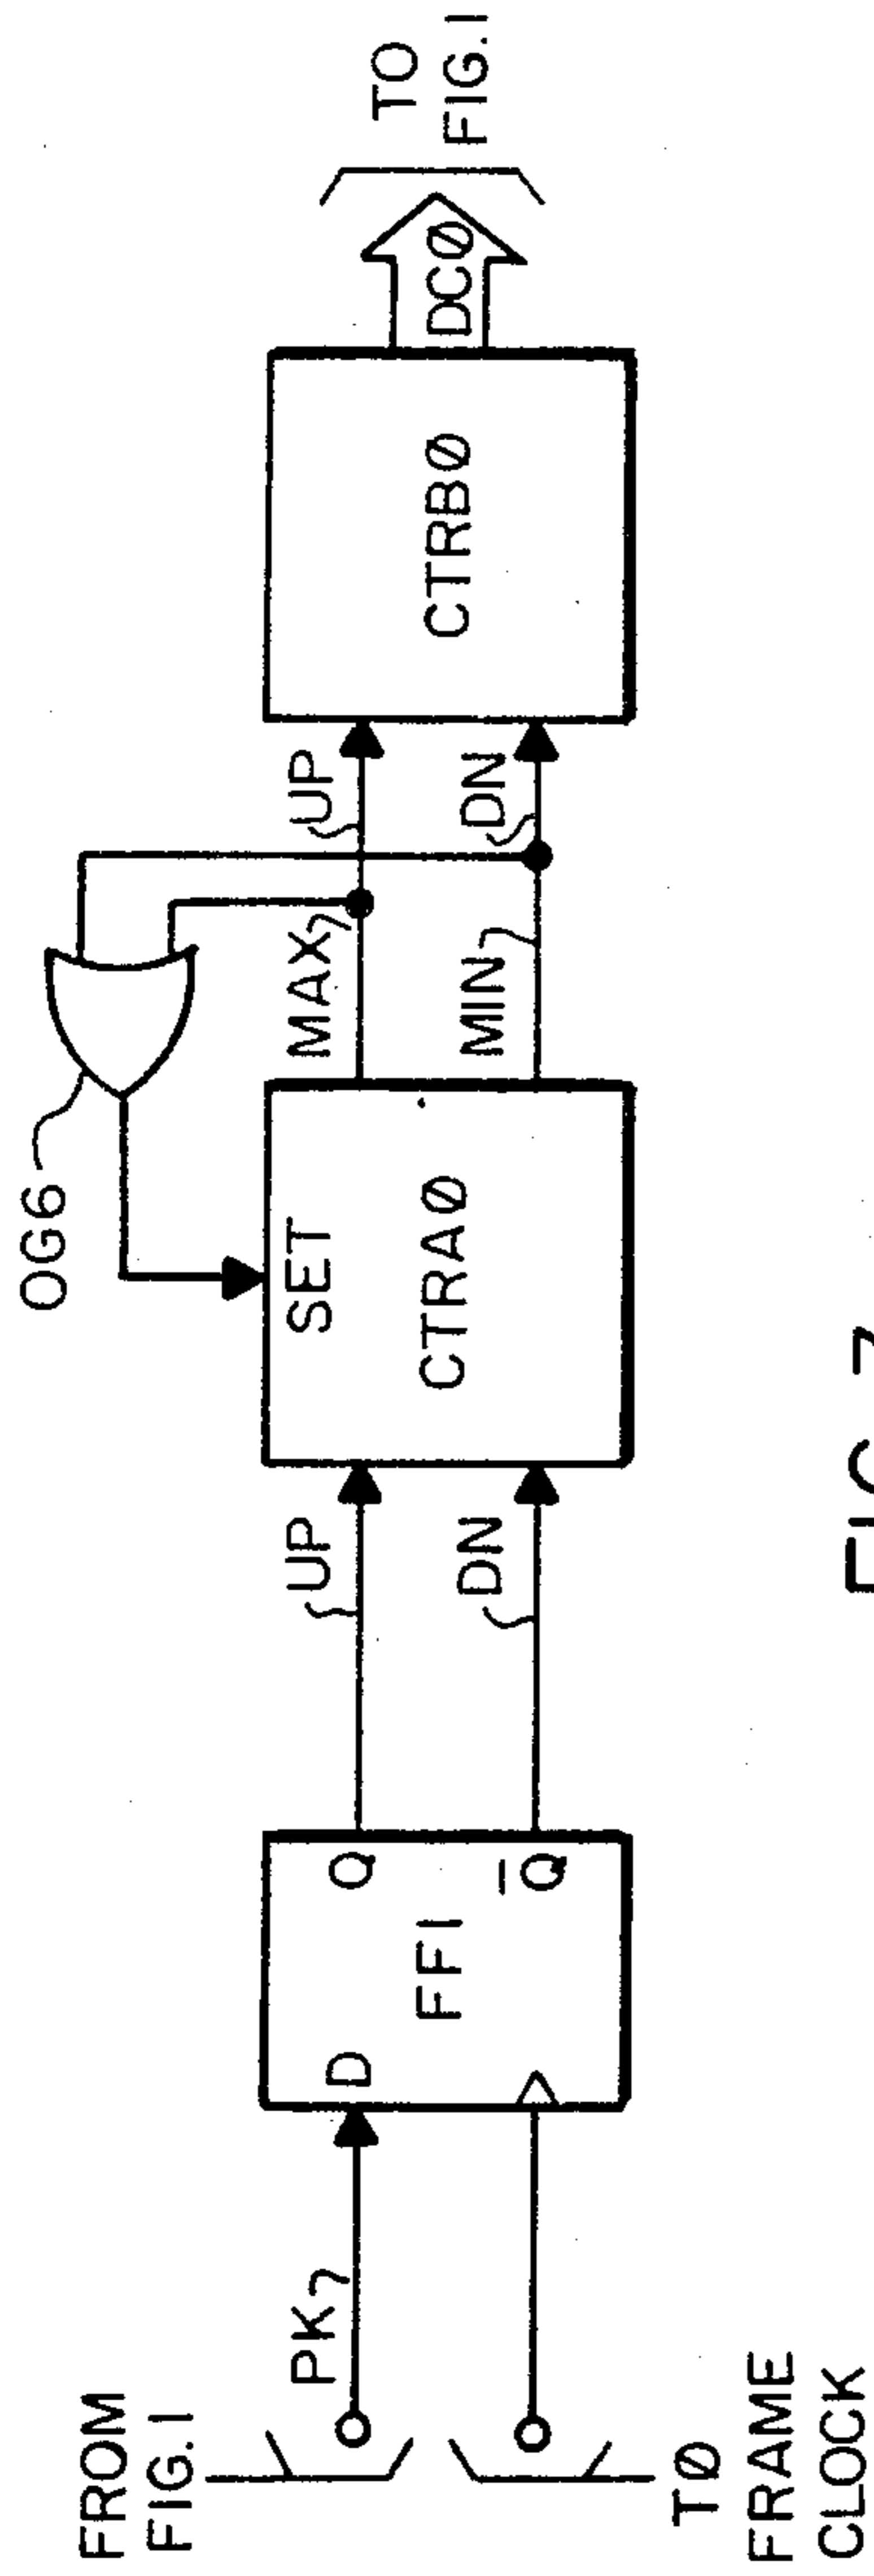 FROM
FIG.1
PK
TØ
FRAME
CLOCK
D
Q
FF1
Q̅
UP
DN
OG6
SET
CTRAØ
MAX
MIN
UP
DN
CTRBØ
DCØ
TO
FIG.1